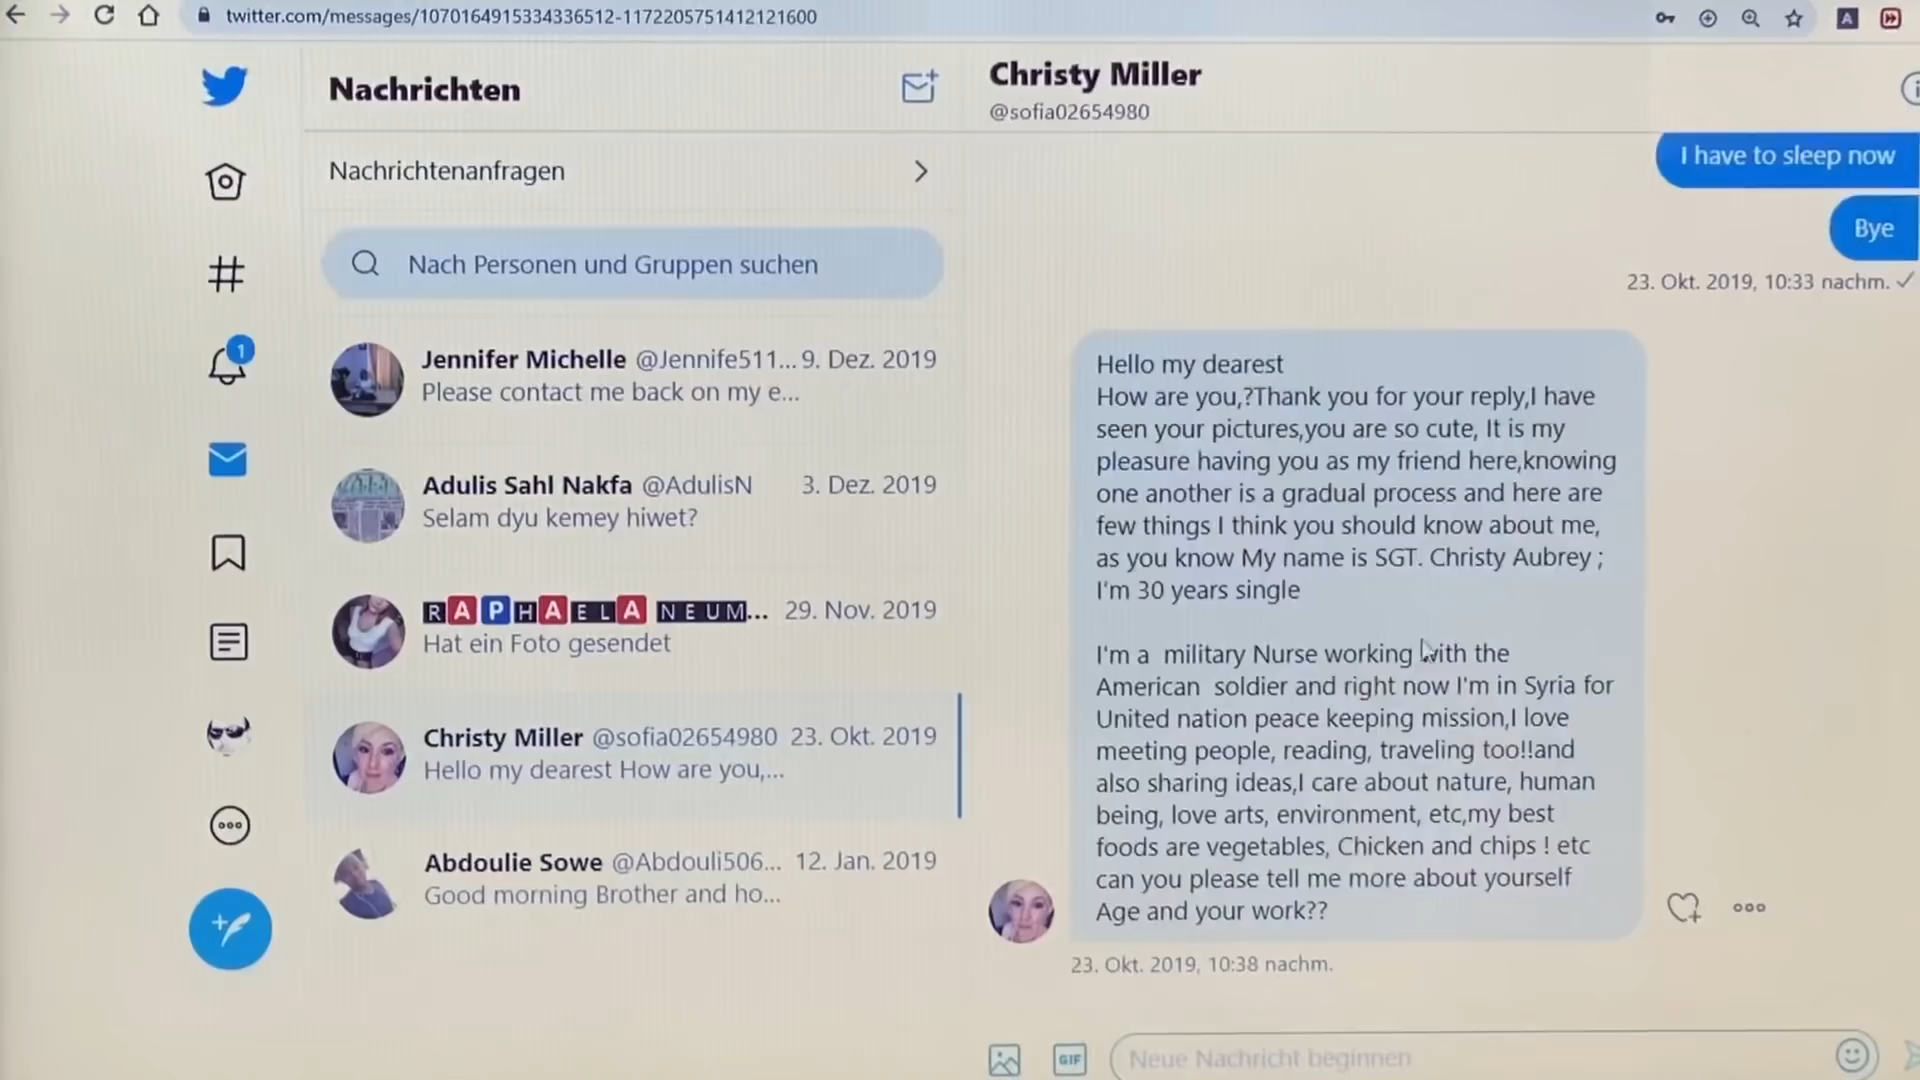 twitter.com/messages/1070164915334336512-1172205751412121600
Nachrichten
Nachrichtenanfragen
Nach Personen und Gruppen suchen
1
Jennifer Michelle @Jennife511... 9. Dez. 2019
Please contact me back on my e...
Adulis Sahl Nakfa @AdulisN 3. Dez. 2019
Selam dyu kemey hiwet?
RAPHAELA NEUM... 29. Nov. 2019
Hat ein Foto gesendet
Christy Miller @sofia02654980 23. Okt. 2019
Hello my dearest How are you,...
Abdoulie Sowe @Abdouli506... 12. Jan. 2019
Good morning Brother and ho...
Christy Miller
@sofia02654980
I have to sleep now
Bye
23. Okt. 2019, 10:33 nachm.
Hello my dearest
How are you,?Thank you for your reply,I have
seen your pictures,you are so cute, It is my
pleasure having you as my friend here,knowing
one another is a gradual process and here are
few things I think you should know about me,
as you know My name is SGT. Christy Aubrey ;
I'm 30 years single
I'm a  military Nurse working with the
American  soldier and right now I'm in Syria for
United nation peace keeping mission,I love
meeting people, reading, traveling too!!and
also sharing ideas,I care about nature, human
being, love arts, environment, etc,my best
foods are vegetables, Chicken and chips ! etc
can you please tell me more about yourself
Age and your work??
23. Okt. 2019, 10:38 nachm.
GIF
Neue Nachricht beginnen
A